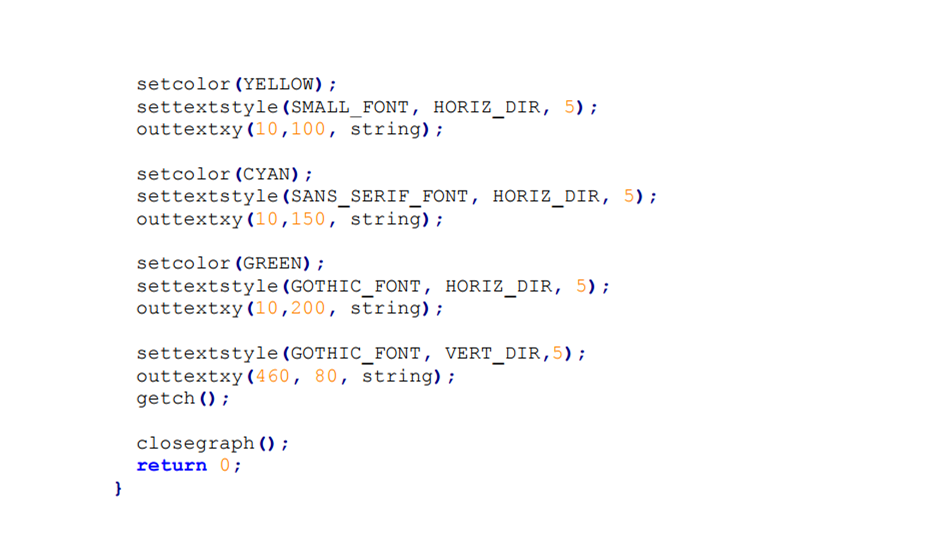 setcolor(YELLOW);
settextstyle(SMALL_FONT, HORIZ_DIR, 5);
outtextxy(10,100, string);
setcolor(CYAN);
settextstyle(SANS_SERIF_FONT, HORIZ_DIR, 5);
outtextxy(10,150, string);
setcolor(GREEN);
settextstyle(GOTHIC_FONT, HORIZ_DIR, 5);
outtextxy(10,200, string);
settextstyle(GOTHIC_FONT, VERT_DIR,5);
outtextxy(460, 80, string);
getch();
closegraph();
return 0;
}